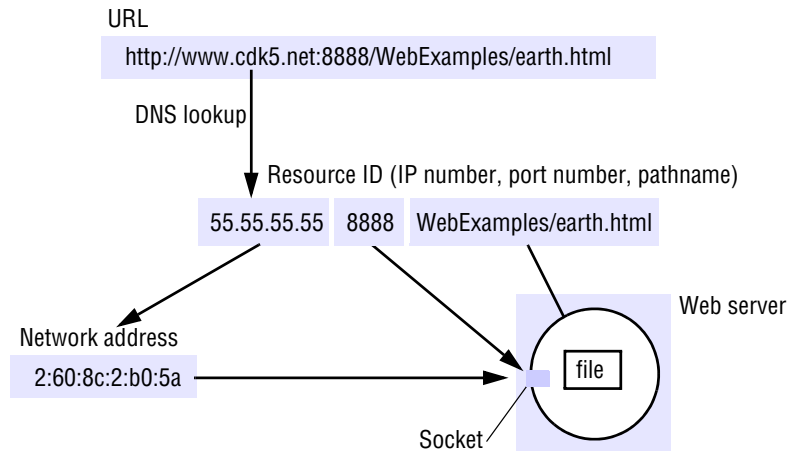 URL
http://www.cdk5.net:8888/WebExamples/earth.html
DNS lookup
Resource ID (IP number, port number, pathname)
55.55.55.55 8888 WebExamples/earth.html
Web server
Network address
2:60:8c:2:b0:5a
file
Socket